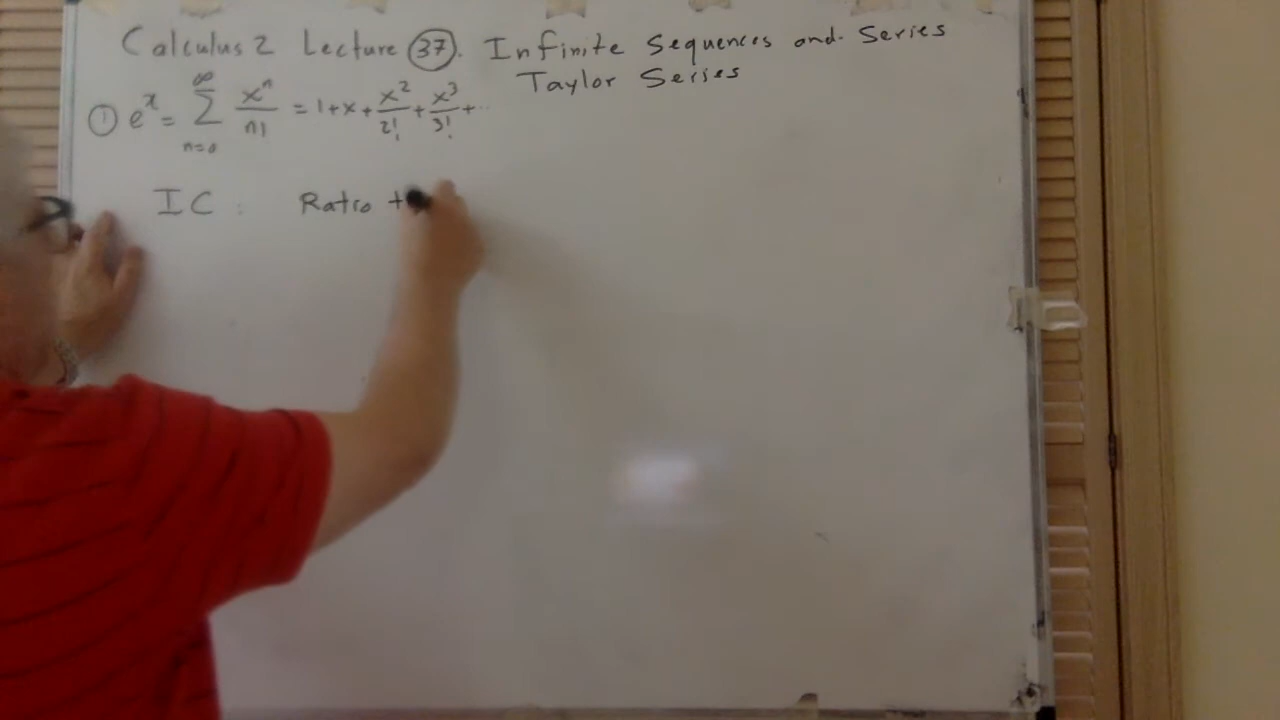 Calculus 2 Lecture 37. Infinite Sequences and Series
Taylor Series
① e^x = ∑_{n=0}^{∞} x^n/n! = 1+x+x^2/2!+x^3/3!+...
IC : Ratio t